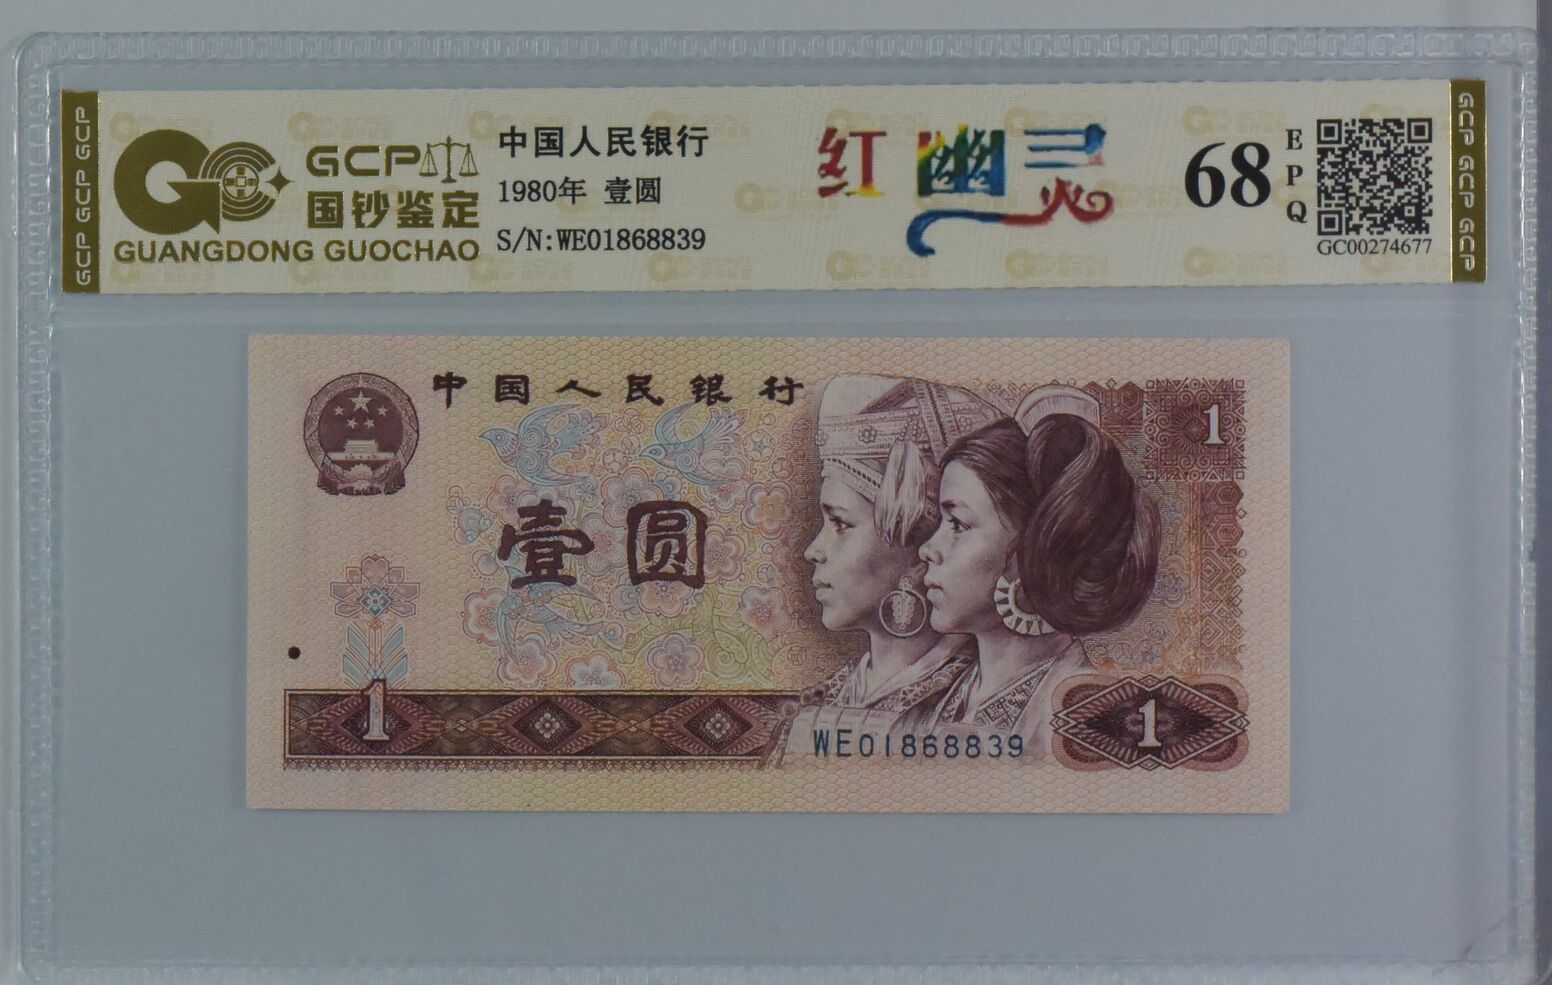 GCP GCP GCP
GCP
国钞鉴定
GUANGDONG GUOCHAO
中国人民银行
1980年 壹圆
S/N:WE01868839
红幽灵
68
EPQ
GC00274677
GCP GCP GCP
中国人民银行
1
壹圆
1
WE01868839
1